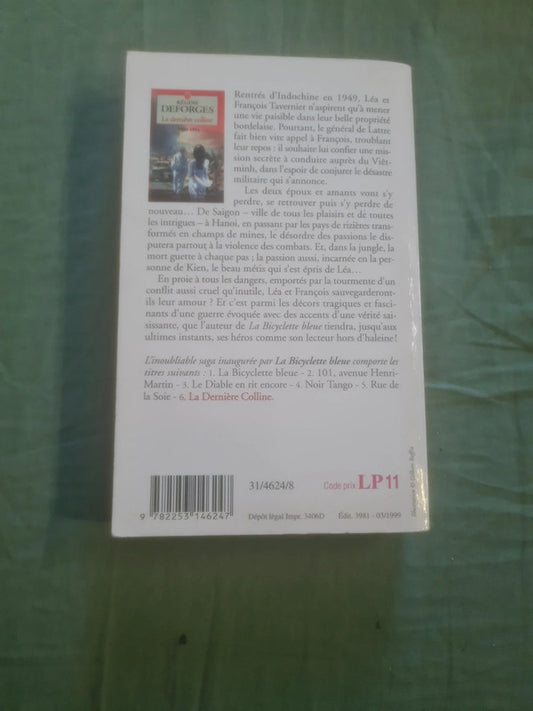 RÉGINE
DEFORGES
La dernière colline
Rentrés d'Indochine en 1949, Léa et
François Tavernier n'aspirent qu'à mener
une vie paisible dans leur belle propriété
bordelaise. Pourtant, le général de Lattre
fait bien vite appel à François, troublant
leur repos : il souhaite lui confier une mis-
sion secrète à conduire auprès du Viêt-
minh, dans l'espoir de conjurer le désastre
militaire qui s'annonce.
Les deux époux et amants vont s'y
perdre, se retrouver puis s'y perdre de
nouveau... De Saigon – ville de tous les plaisirs et de toutes
les intrigues – à Hanoi, en passant par les pays de rizières trans-
formés en champs de mines, le désordre des passions le dis-
putera partout à la violence des combats. Et, dans la jungle, la
mort guette à chaque pas ; la passion aussi, incarnée en la per-
sonne de Kien, le beau métis qui s'est épris de Léa...
En proie à tous les dangers, emportés par la tourmente d'un
conflit aussi cruel qu'inutile, Léa et François sauvegarderont-
ils leur amour ? Et c'est parmi les décors tragiques et fasci-
nants d'une guerre évoquée avec des accents d'une vérité sai-
sissante, que l'auteur de La Bicyclette bleue tiendra, jusqu'aux
ultimes instants, ses héros comme son lecteur hors d'haleine !
L'inoubliable saga inaugurée par La Bicyclette bleue comporte les
titres suivants : 1. La Bicyclette bleue - 2. 101, avenue Henri-
Martin - 3. Le Diable en rit encore - 4. Noir Tango - 5. Rue de
la Soie - 6. La Dernière Colline.
31/4624/8
Code prix LP 11
9 782253 146247
Dépôt légal Impr. 3406D Édit. 3981 - 03/1999